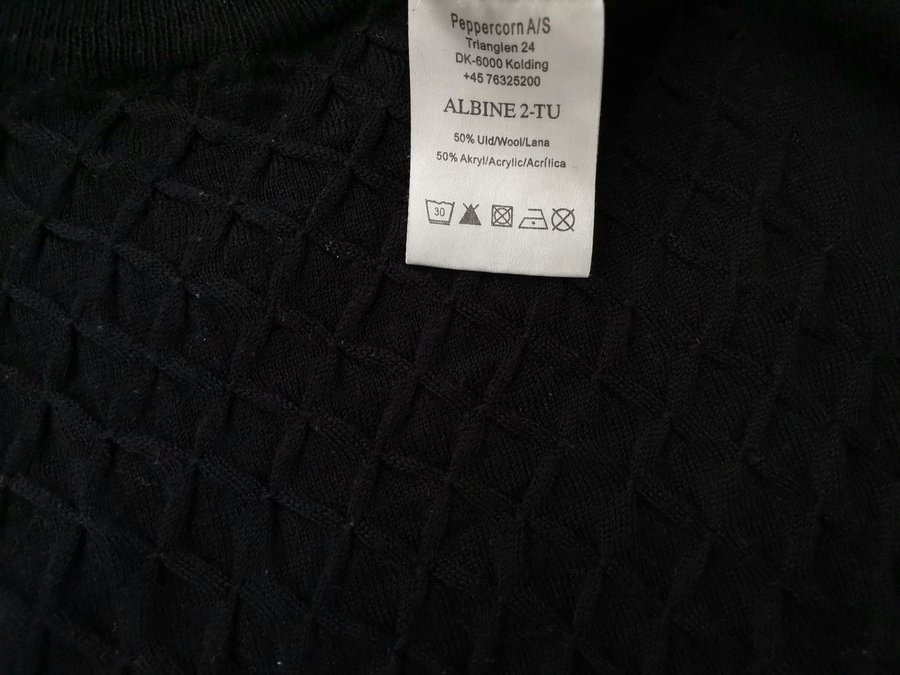 Peppercorn A/S
Trianglen 24
DK-6000 Kolding
+45 76325200
ALBINE 2-TU
50% Uld/Wool/Lana
50% Akryl/Acrylic/Acrílica
30